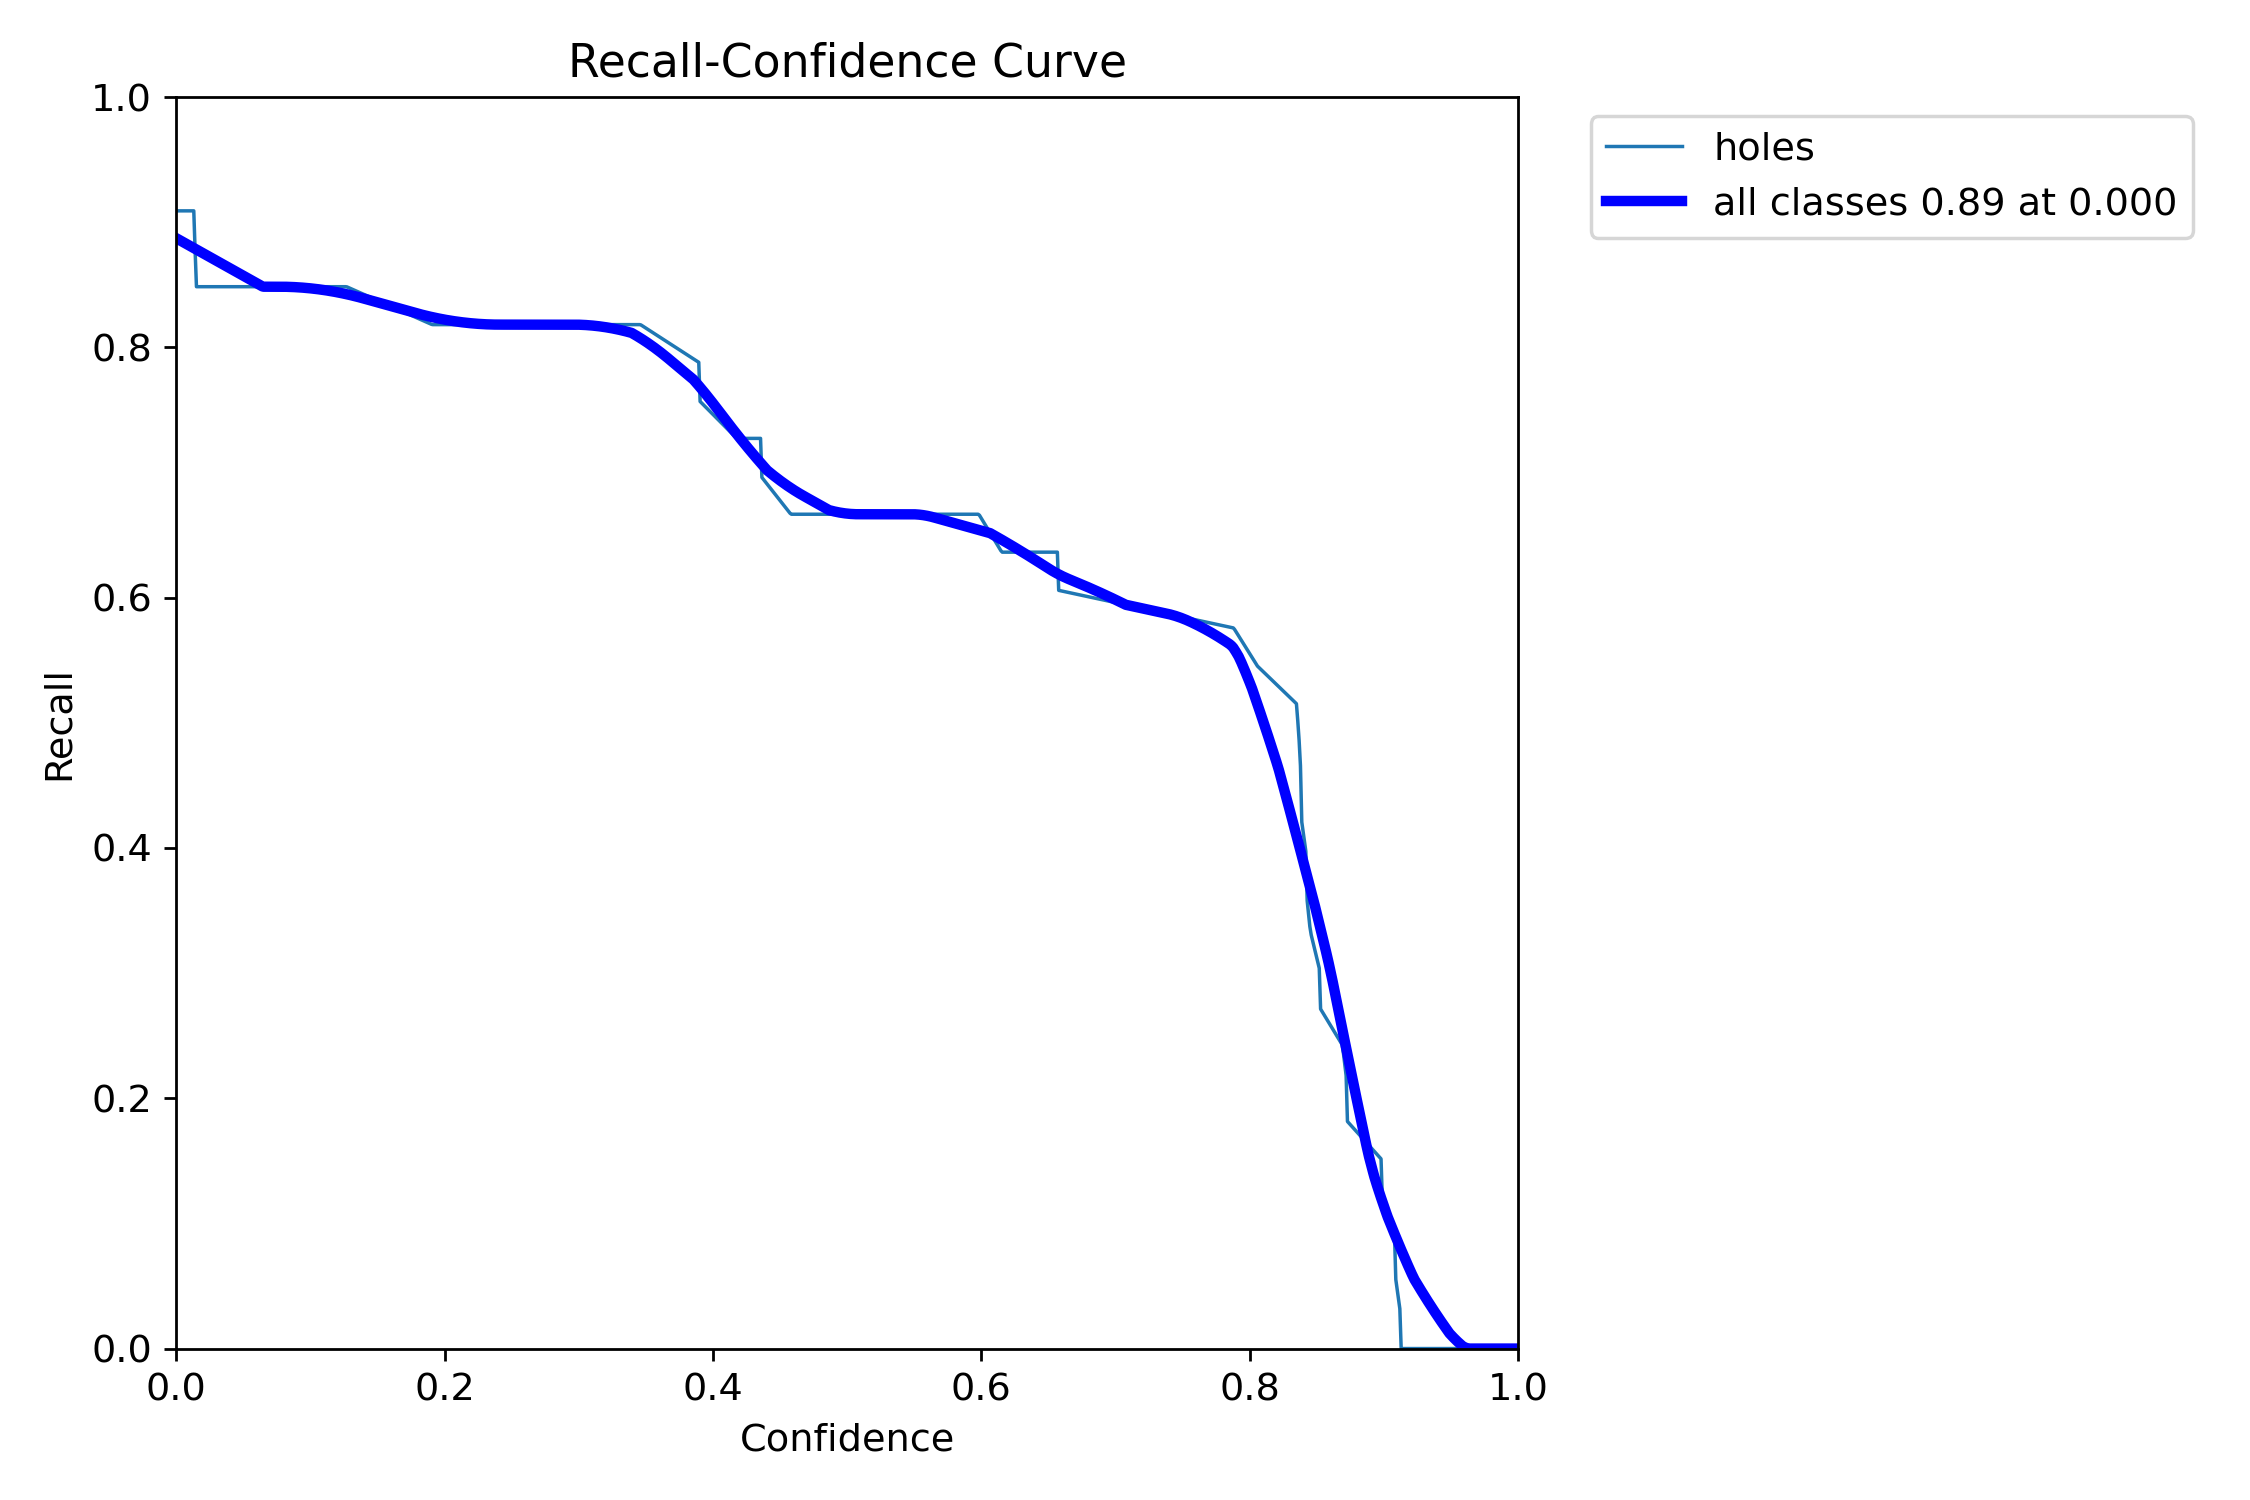 Recall-Confidence Curve
1.0
0.8
0.6
0.4
0.2
0.0
Recall
0.0 0.2 0.4 0.6 0.8 1.0
Confidence
holes
all classes 0.89 at 0.000